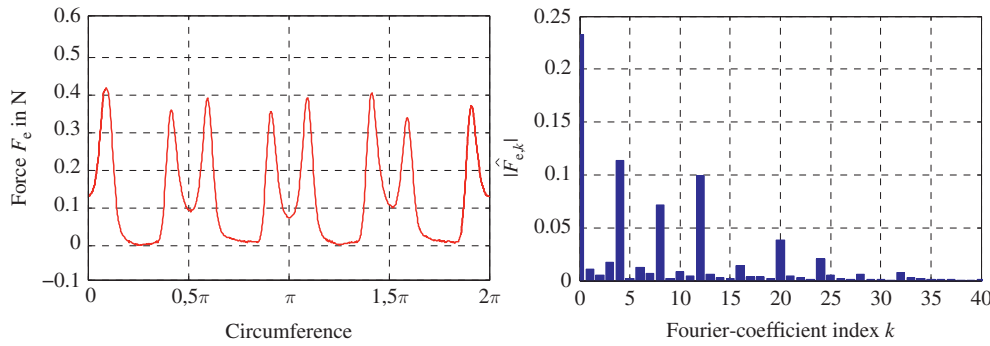 0.6
0.5
0.4
0.3
0.2
0.1
0
−0.1
Force Fe in N
0 0,5π π 1,5π 2π
Circumference
0.25
0.2
0.15
0.1
0.05
0
|F̂e,k|
0 5 10 15 20 25 30 35 40
Fourier-coefficient index k